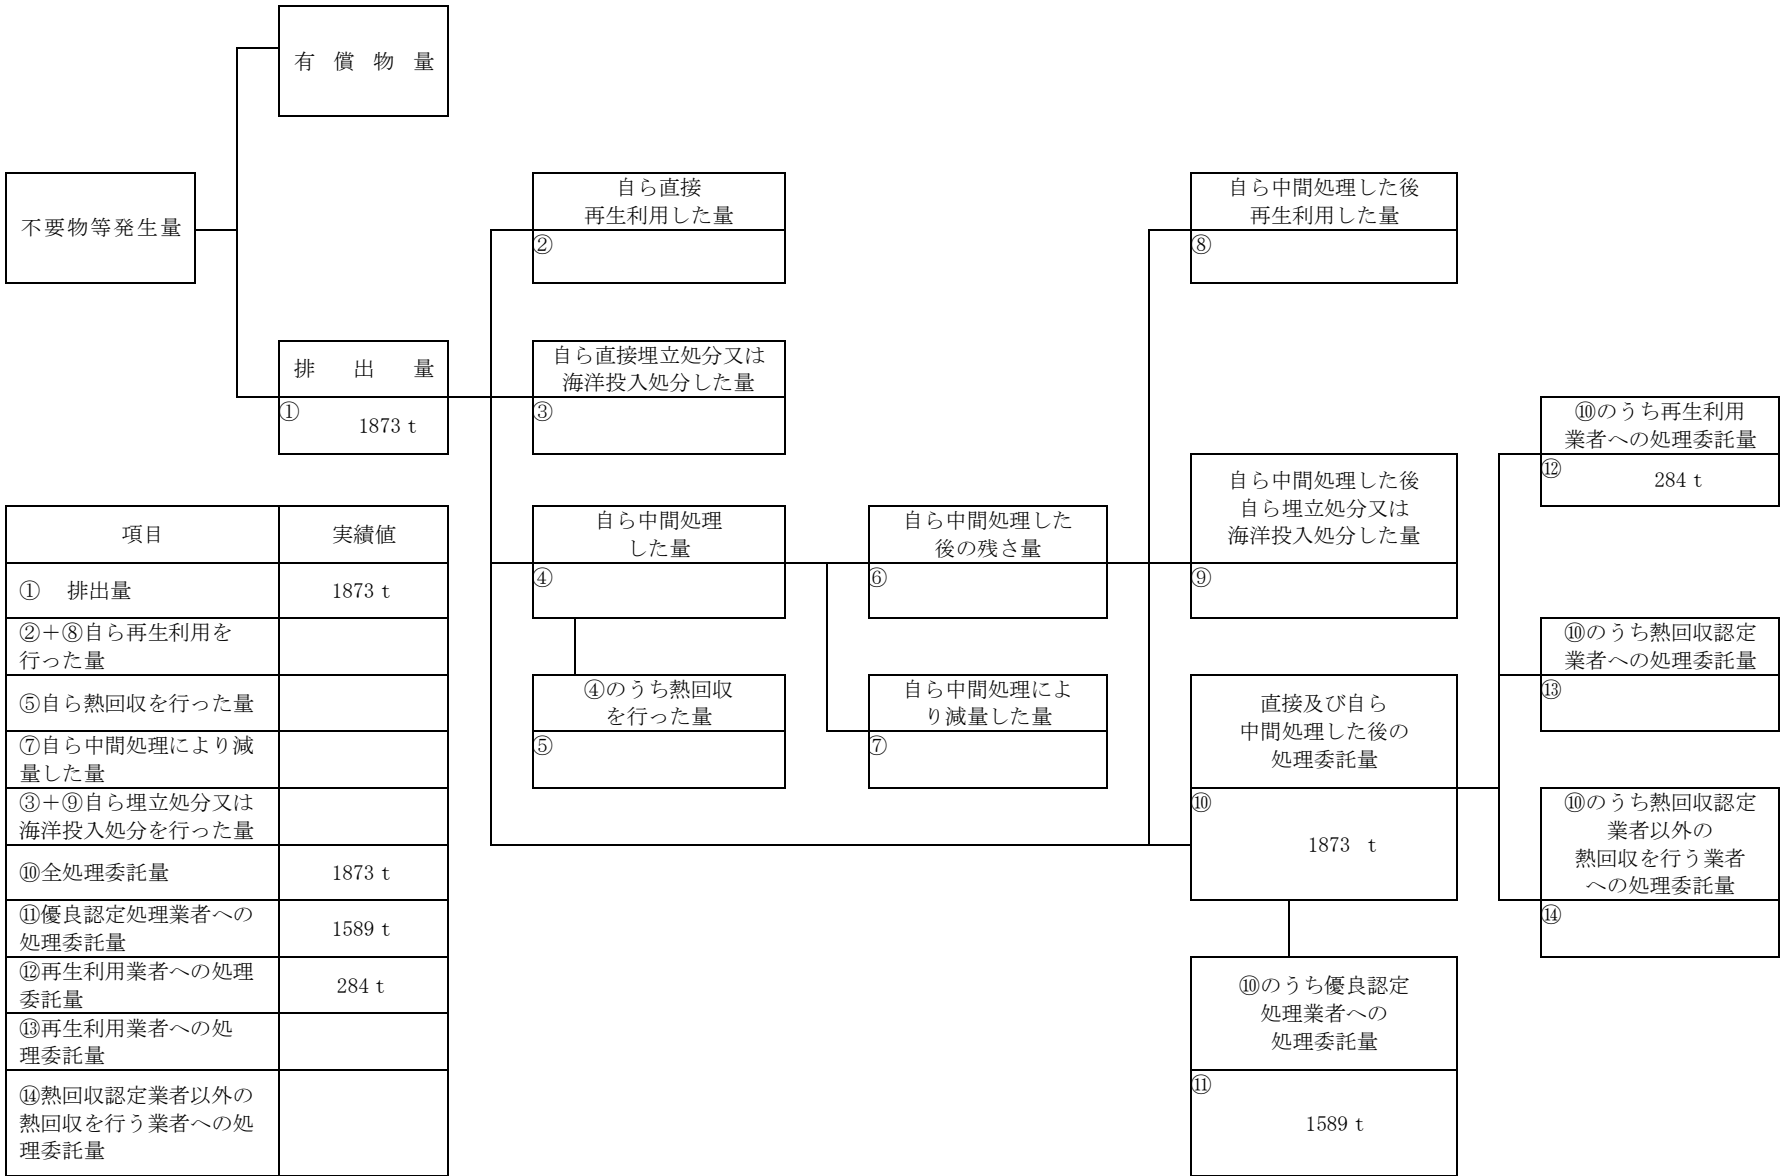 有　償　物　量
不要物等発生量
自ら直接
再生利用した量
②
自ら中間処理した後
再生利用した量
⑧
排　出　量
①
1873 t
自ら直接埋立処分又は
海洋投入処分した量
③
⑩のうち再生利用
業者への処理委託量
⑫
284 t
自ら中間処理した後
自ら埋立処分又は
海洋投入処分した量
⑨
自ら中間処理
した量
④
自ら中間処理した
後の残さ量
⑥
⑩のうち熱回収認定
業者への処理委託量
⑬
④のうち熱回収
を行った量
⑤
自ら中間処理によ
り減量した量
⑦
直接及び自ら
中間処理した後の
処理委託量
⑩
1873　t
⑩のうち熱回収認定
業者以外の
熱回収を行う業者
への処理委託量
⑭
⑩のうち優良認定
処理業者への
処理委託量
⑪
1589 t
項目　実績値
①　排出量　1873 t
②＋⑧自ら再生利用を
行った量
⑤自ら熱回収を行った量
⑦自ら中間処理により減
量した量
③＋⑨自ら埋立処分又は
海洋投入処分を行った量
⑩全処理委託量　1873 t
⑪優良認定処理業者への
処理委託量　1589 t
⑫再生利用業者への処理
委託量　284 t
⑬再生利用業者への処
理委託量
⑭熱回収認定業者以外の
熱回収を行う業者への処
理委託量